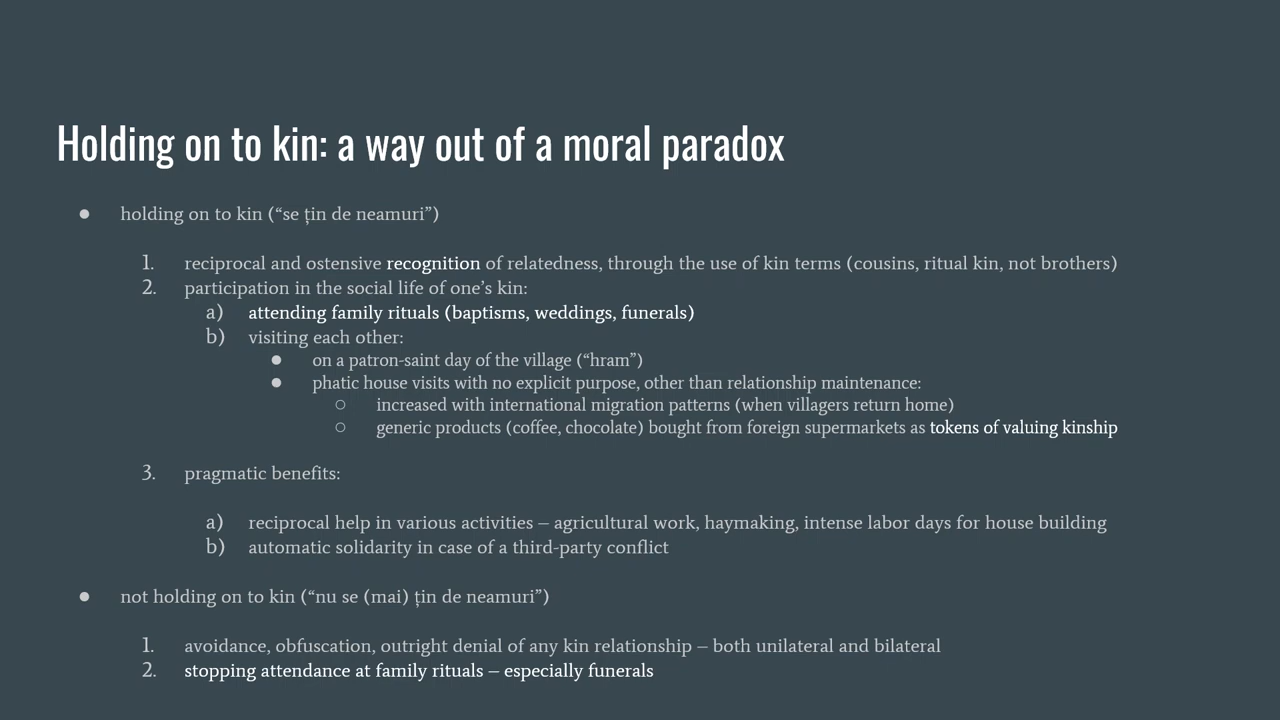 Holding on to kin: a way out of a moral paradox
● holding on to kin (“se ţin de neamuri”)
1. reciprocal and ostensive recognition of relatedness, through the use of kin terms (cousins, ritual kin, not brothers)
2. participation in the social life of one’s kin:
a) attending family rituals (baptisms, weddings, funerals)
b) visiting each other:
● on a patron-saint day of the village (“hram”)
● phatic house visits with no explicit purpose, other than relationship maintenance:
○ increased with international migration patterns (when villagers return home)
○ generic products (coffee, chocolate) bought from foreign supermarkets as tokens of valuing kinship
3. pragmatic benefits:
a) reciprocal help in various activities – agricultural work, haymaking, intense labor days for house building
b) automatic solidarity in case of a third-party conflict
● not holding on to kin (“nu se (mai) ţin de neamuri”)
1. avoidance, obfuscation, outright denial of any kin relationship – both unilateral and bilateral
2. stopping attendance at family rituals – especially funerals